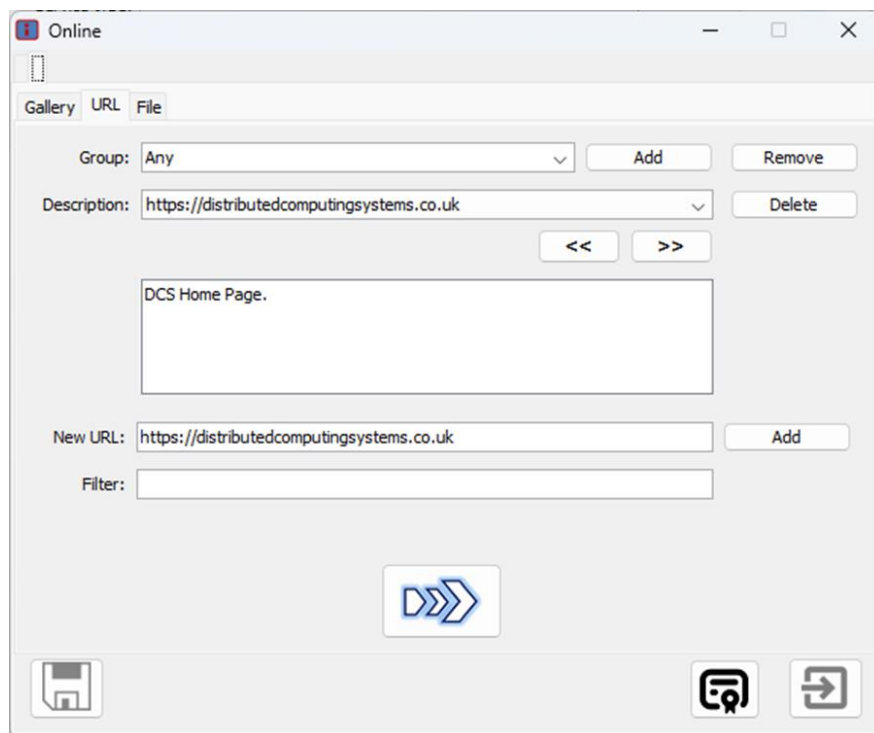 Online
Gallery URL File
Group: Any Add Remove
Description: https://distributedcomputingsystems.co.uk Delete
<< >>
DCS Home Page.
New URL: https://distributedcomputingsystems.co.uk Add
Filter: